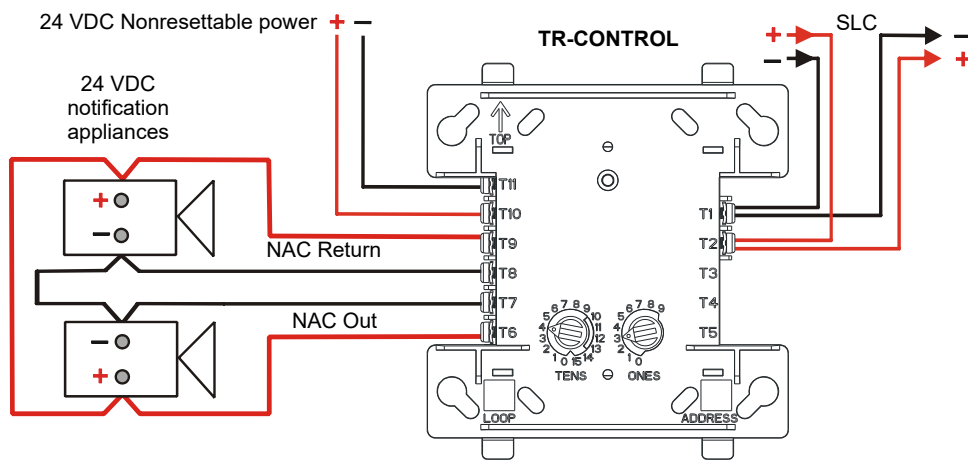 24 VDC Nonresettable power + −
SLC
TR-CONTROL
+
−
−
+
24 VDC
notification
appliances
TOP
T11
T10
T9
T8
T7
T6
T1
T2
T3
T4
T5
+
−
NAC Return
−
+
NAC Out
0 1 2 3 4 5 6 7 8 9 10 11 12 13 14 15
TENS
0 1 2 3 4 5 6 7 8 9
ONES
LOOP
ADDRESS